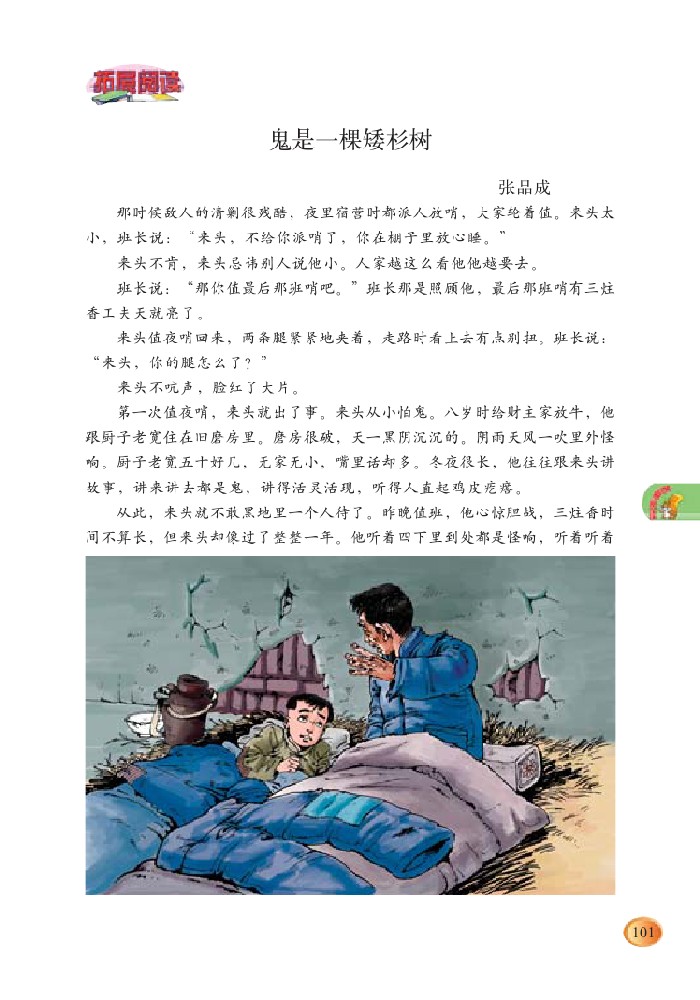 拓展阅读
鬼是一棵矮杉树
张品成
那时候敌人的清剿很残酷，夜里宿营时都派人放哨，大家轮着值。来头太
小，班长说：“来头，不给你派哨了，你在棚子里放心睡。”
来头不肯，来头忌讳别人说他小。人家越这么看他他越要去。
班长说：“那你值最后那班哨吧。”班长那是照顾他，最后那班哨有三炷
香工夫天就亮了。
来头值夜哨回来，两条腿紧紧地夹着，走路时看上去有点别扭。班长说：
“来头，你的腿怎么了？”
来头不吭声，脸红了大片。
第一次值夜哨，来头就出了事。来头从小怕鬼。八岁时给财主家放牛，他
跟厨子老宽住在旧磨房里。磨房很破，天一黑阴沉沉的。阴雨天风一吹里外怪
响。厨子老宽五十好几，无家无小，嘴里话却多。冬夜很长，他往往跟来头讲
故事，讲来讲去都是鬼，讲得活灵活现，听得人直起鸡皮疙瘩。
从此，来头就不敢黑地里一个人待了。昨晚值班，他心惊胆战，三炷香时
间不算长，但来头却像过了整整一年。他听着四下里到处都是怪响，听着听着
101